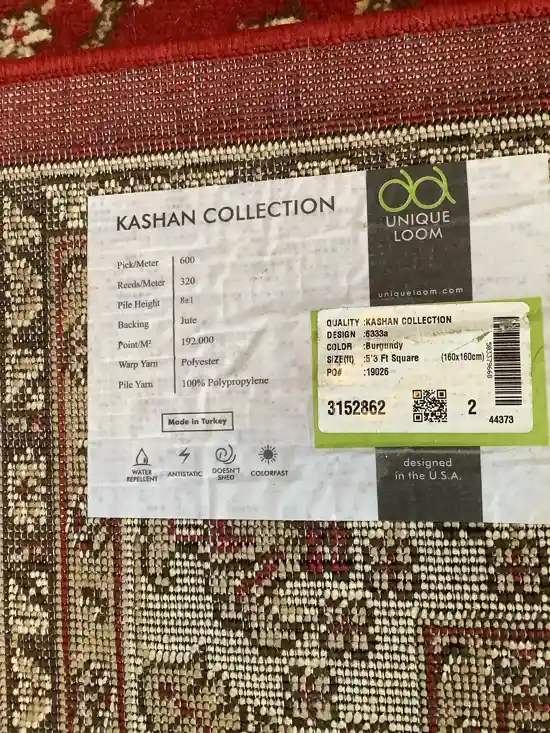 KASHAN COLLECTION
UNIQUE
LOOM
uniqueloom.com
Pick/Meter 600
Reeds/Meter 320
Pile Height 8±1
Backing Jute
Point/M² 192.000
Warp Yarn Polyester
Pile Yarn 100% Polypropylene
Made in Turkey
WATER
REPELLENT
ANTISTATIC
DOESN'T
SHED
COLORFAST
QUALITY :KASHAN COLLECTION
DESIGN :6333a
COLOR :Burgundy
SIZE(ft) :5'3 Ft Square (160x160cm)
PO# :19026
3152862
2
44373
designed
in the U.S.A.